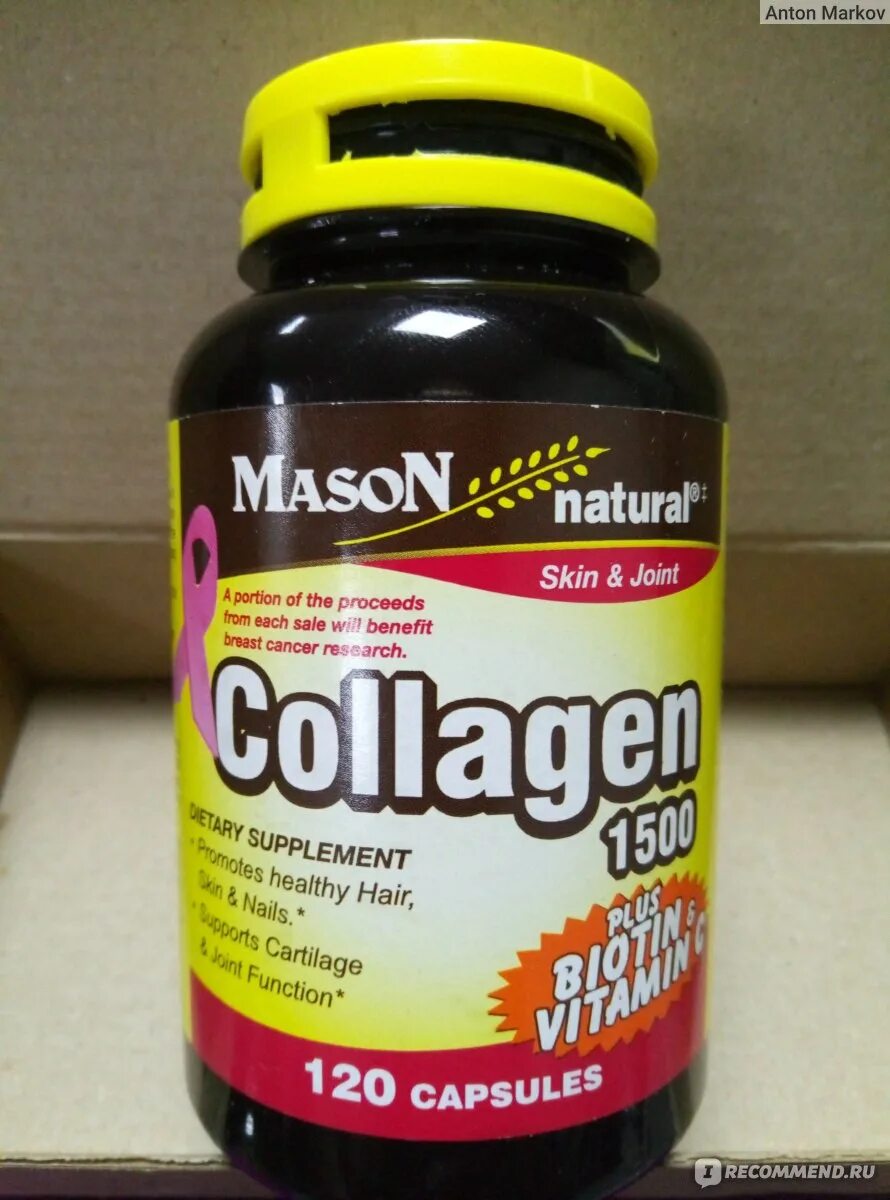 Anton Markov
MASON natural®‡
Skin & Joint
A portion of the proceeds
from each sale will benefit
breast cancer research.
Collagen
1500
DIETARY SUPPLEMENT
• Promotes healthy Hair,
Skin & Nails.*
• Supports Cartilage
& Joint Function*
PLUS
BIOTIN &
VITAMIN C
120 CAPSULES
I RECOMMEND.RU